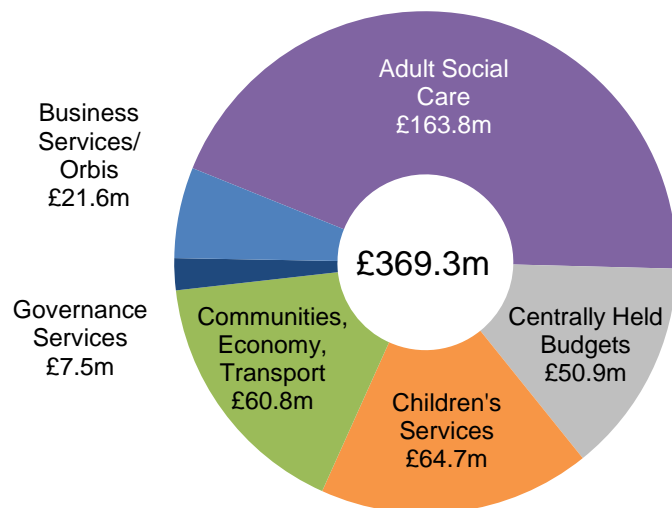 Adult Social
Care
£163.8m
Business
Services/
Orbis
£21.6m
£369.3m
Governance
Services
£7.5m
Communities,
Economy,
Transport
£60.8m
Centrally Held
Budgets
£50.9m
Children's
Services
£64.7m